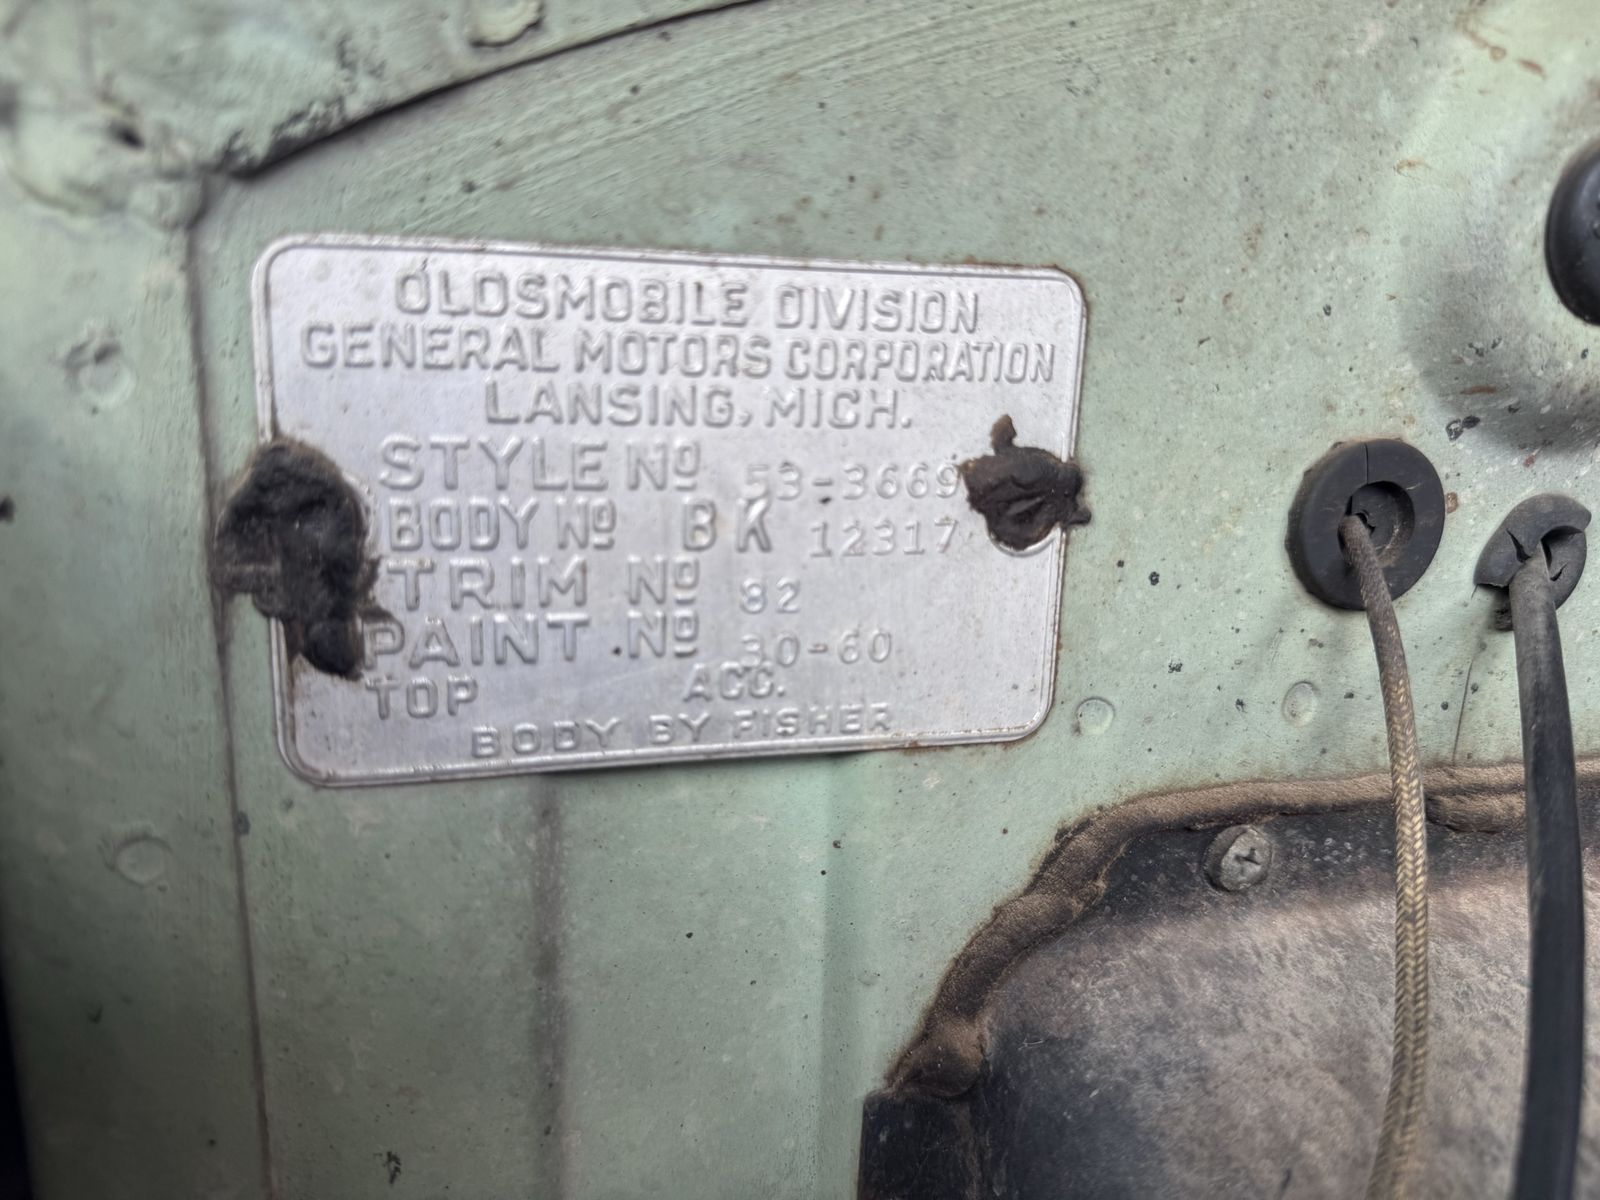 OLDSMOBILE DIVISION
GENERAL MOTORS CORPORATION
LANSING, MICH.
STYLE Nº 53-3669
BODY Nº BK 12317
TRIM Nº 82
PAINT Nº 30-60
TOP ACC.
BODY BY FISHER